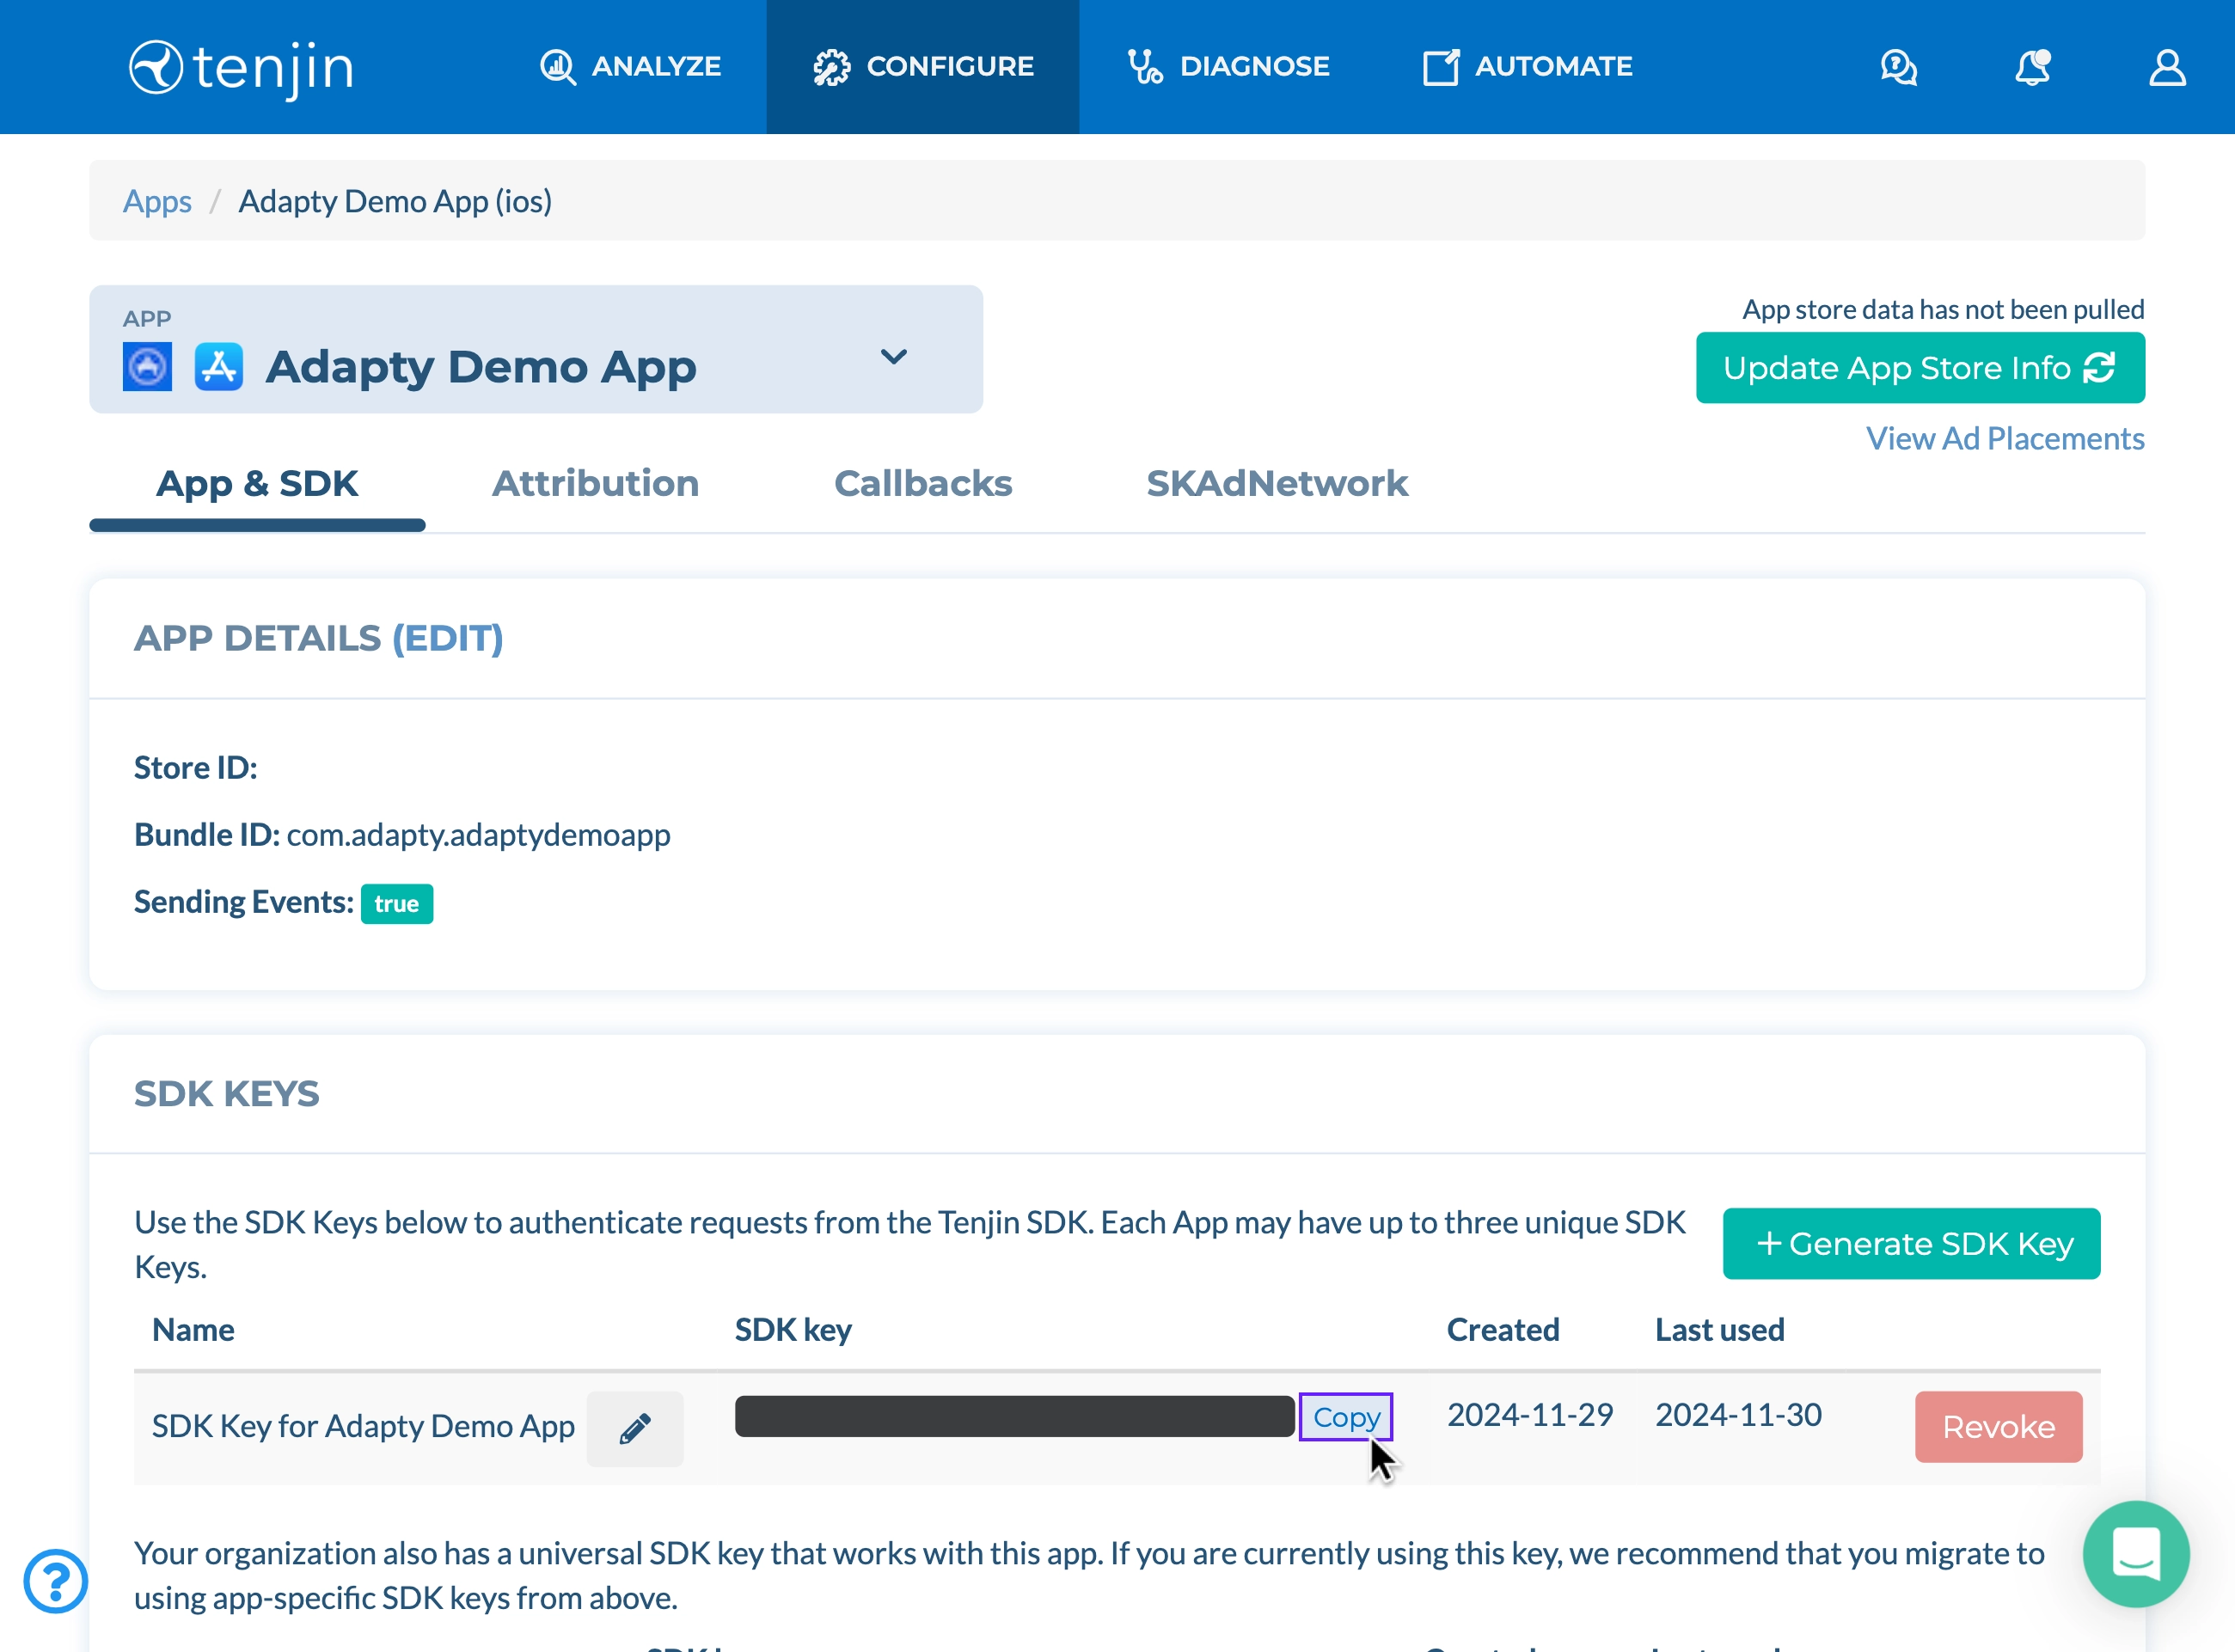 tenjin
ANALYZE
CONFIGURE
DIAGNOSE
AUTOMATE
Apps / Adapty Demo App (ios)
APP
Adapty Demo App
App store data has not been pulled
Update App Store Info
View Ad Placements
App & SDK
Attribution
Callbacks
SKAdNetwork
APP DETAILS (EDIT)
Store ID:
Bundle ID: com.adapty.adaptydemoapp
Sending Events: true
SDK KEYS
Use the SDK Keys below to authenticate requests from the Tenjin SDK. Each App may have up to three unique SDK
Keys.
+ Generate SDK Key
Name SDK key Created Last used
SDK Key for Adapty Demo App Copy 2024-11-29 2024-11-30 Revoke
Your organization also has a universal SDK key that works with this app. If you are currently using this key, we recommend that you migrate to
using app-specific SDK keys from above.